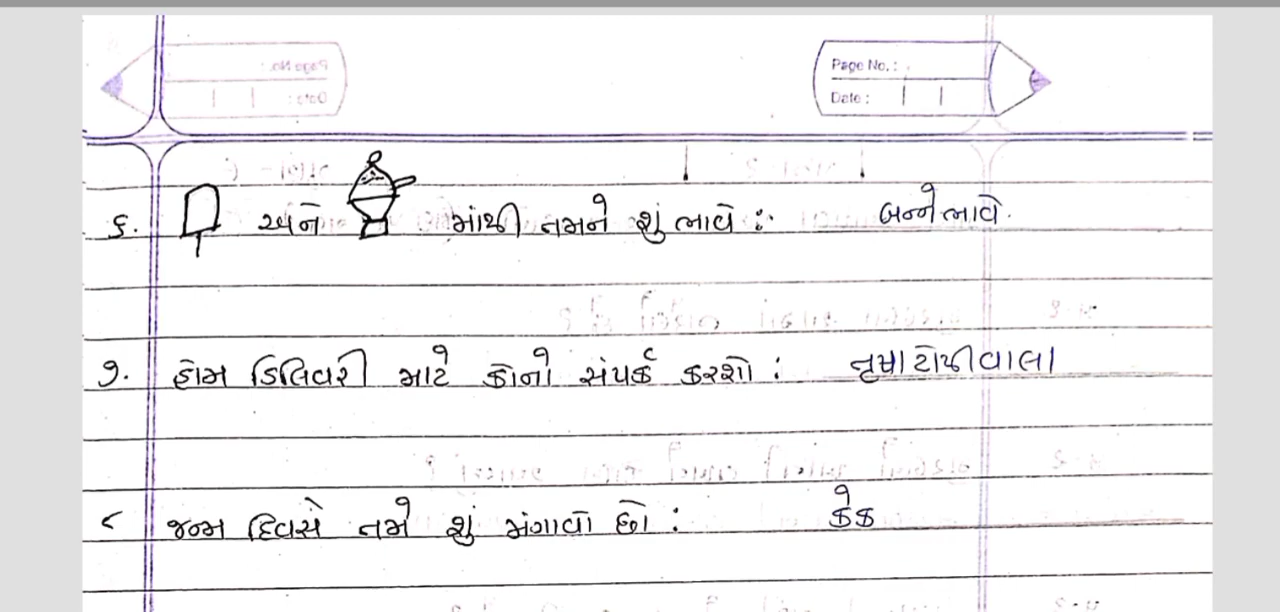 Page No. :
Date :
૬. અને માંથી તમને શું ભાવે : બન્ને ભાવે.
૭. હોમ ડિલિવરી માટે કોનો સંપર્ક કરશો :
૮ જન્મ દિવસે તમે શું મંગાવો છો : કેક